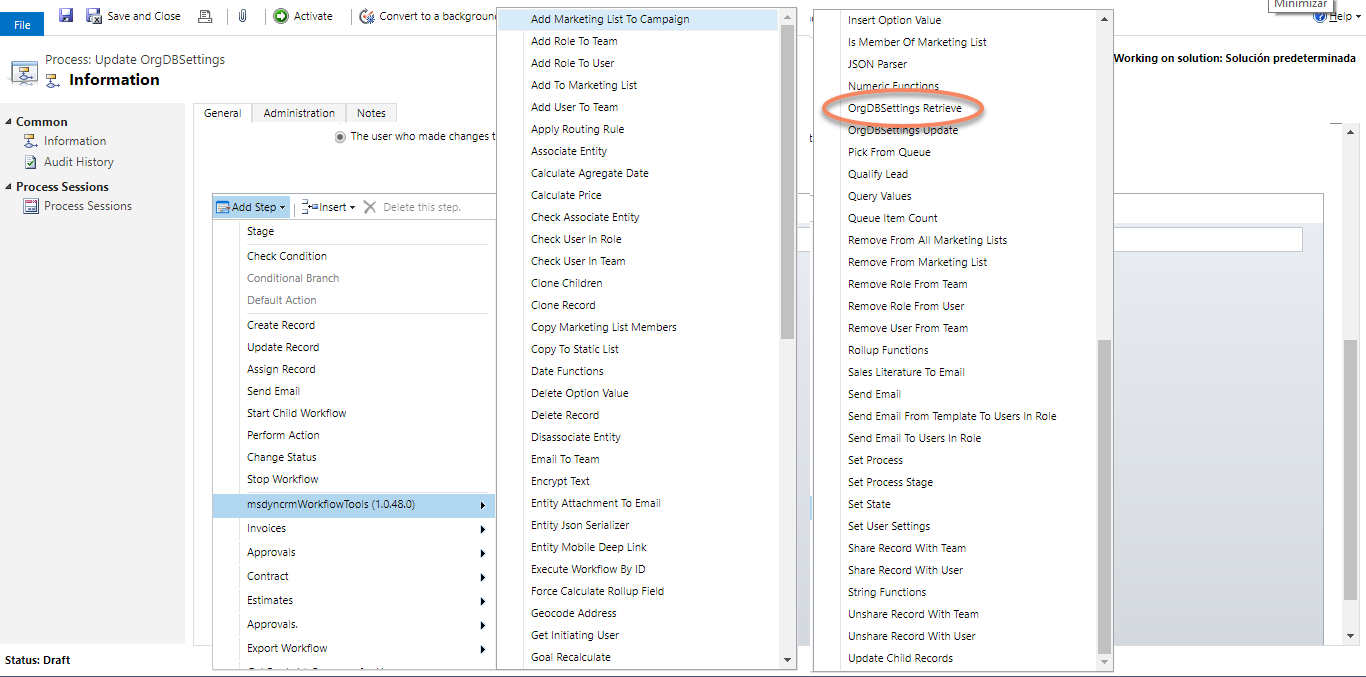 Minimizar
File
Save and Close
Activate
Convert to a background
Help
Process: Update OrgDBSettings
Information
Working on solution: Solución predeterminada
Common
Information
Audit History
Process Sessions
Process Sessions
General
Administration
Notes
The user who made changes t
Add Step
Insert
Delete this step.
Stage
Check Condition
Conditional Branch
Default Action
Create Record
Update Record
Assign Record
Send Email
Start Child Workflow
Perform Action
Change Status
Stop Workflow
msdyncrmWorkflowTools (1.0.48.0)
Invoices
Approvals
Contract
Estimates
Approvals.
Export Workflow
Add Marketing List To Campaign
Add Role To Team
Add Role To User
Add To Marketing List
Add User To Team
Apply Routing Rule
Associate Entity
Calculate Agregate Date
Calculate Price
Check Associate Entity
Check User In Role
Check User In Team
Clone Children
Clone Record
Copy Marketing List Members
Copy To Static List
Date Functions
Delete Option Value
Delete Record
Disassociate Entity
Email To Team
Encrypt Text
Entity Attachment To Email
Entity Json Serializer
Entity Mobile Deep Link
Execute Workflow By ID
Force Calculate Rollup Field
Geocode Address
Get Initiating User
Goal Recalculate
Insert Option Value
Is Member Of Marketing List
JSON Parser
Numeric Functions
OrgDBSettings Retrieve
OrgDBSettings Update
Pick From Queue
Qualify Lead
Query Values
Queue Item Count
Remove From All Marketing Lists
Remove From Marketing List
Remove Role From Team
Remove Role From User
Remove User From Team
Rollup Functions
Sales Literature To Email
Send Email
Send Email From Template To Users In Role
Send Email To Users In Role
Set Process
Set Process Stage
Set State
Set User Settings
Share Record With Team
Share Record With User
String Functions
Unshare Record With Team
Unshare Record With User
Update Child Records
Status: Draft